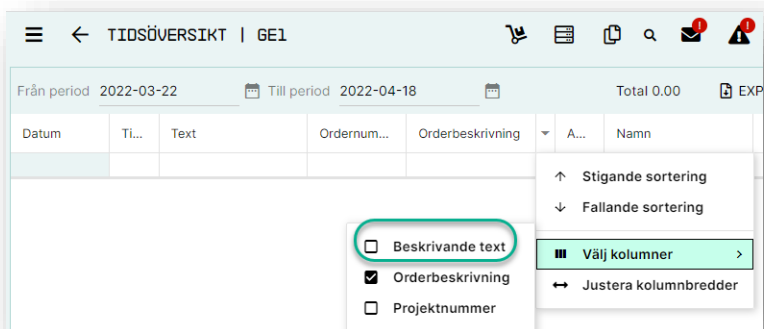 TIDSÖVERSIKT | GE1
Från period 2022-03-22 Till period 2022-04-18 Total 0.00 EXP
Datum Ti... Text Ordernum... Orderbeskrivning A... Namn
Stigande sortering
Fallande sortering
Beskrivande text Välj kolumner
Orderbeskrivning Justera kolumnbredder
Projektnummer